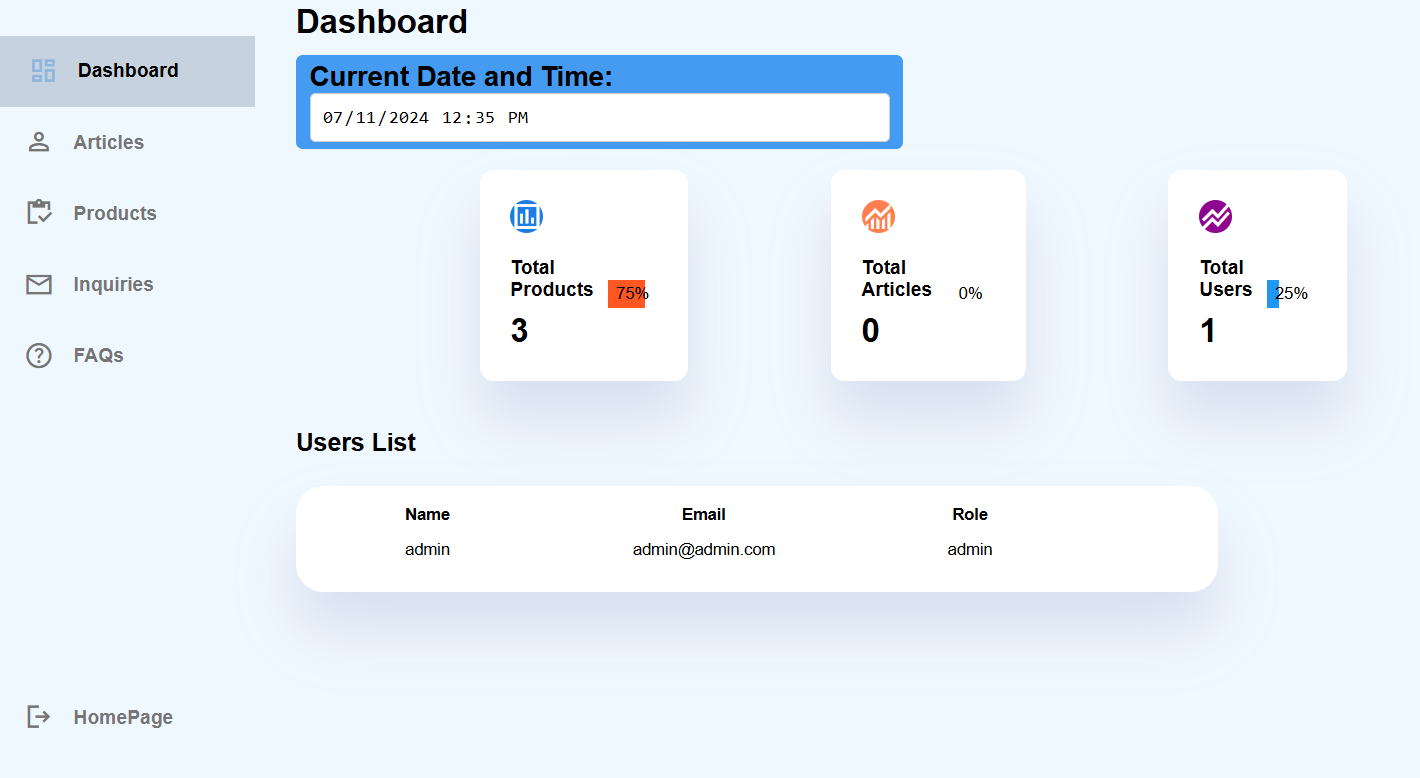 Dashboard
Articles
Products
Inquiries
FAQs
HomePage
Dashboard
Current Date and Time:
07/11/2024 12:35 PM
Total
Products
75%
3
Total
Articles
0%
0
Total
Users
25%
1
Users List
Name Email Role
admin admin@admin.com admin